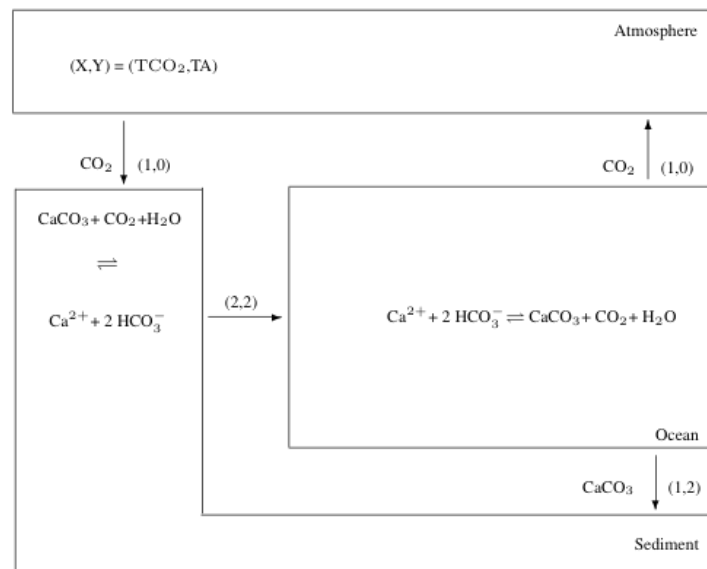 Atmosphere
(X,Y) = (TCO₂,TA)
CO₂ (1,0)
CO₂ (1,0)
CaCO₃+ CO₂+H₂O
⇌
Ca²⁺+ 2 HCO₃⁻
(2,2)
Ca²⁺+ 2 HCO₃⁻ ⇌ CaCO₃+ CO₂+ H₂O
Ocean
CaCO₃ (1,2)
Sediment